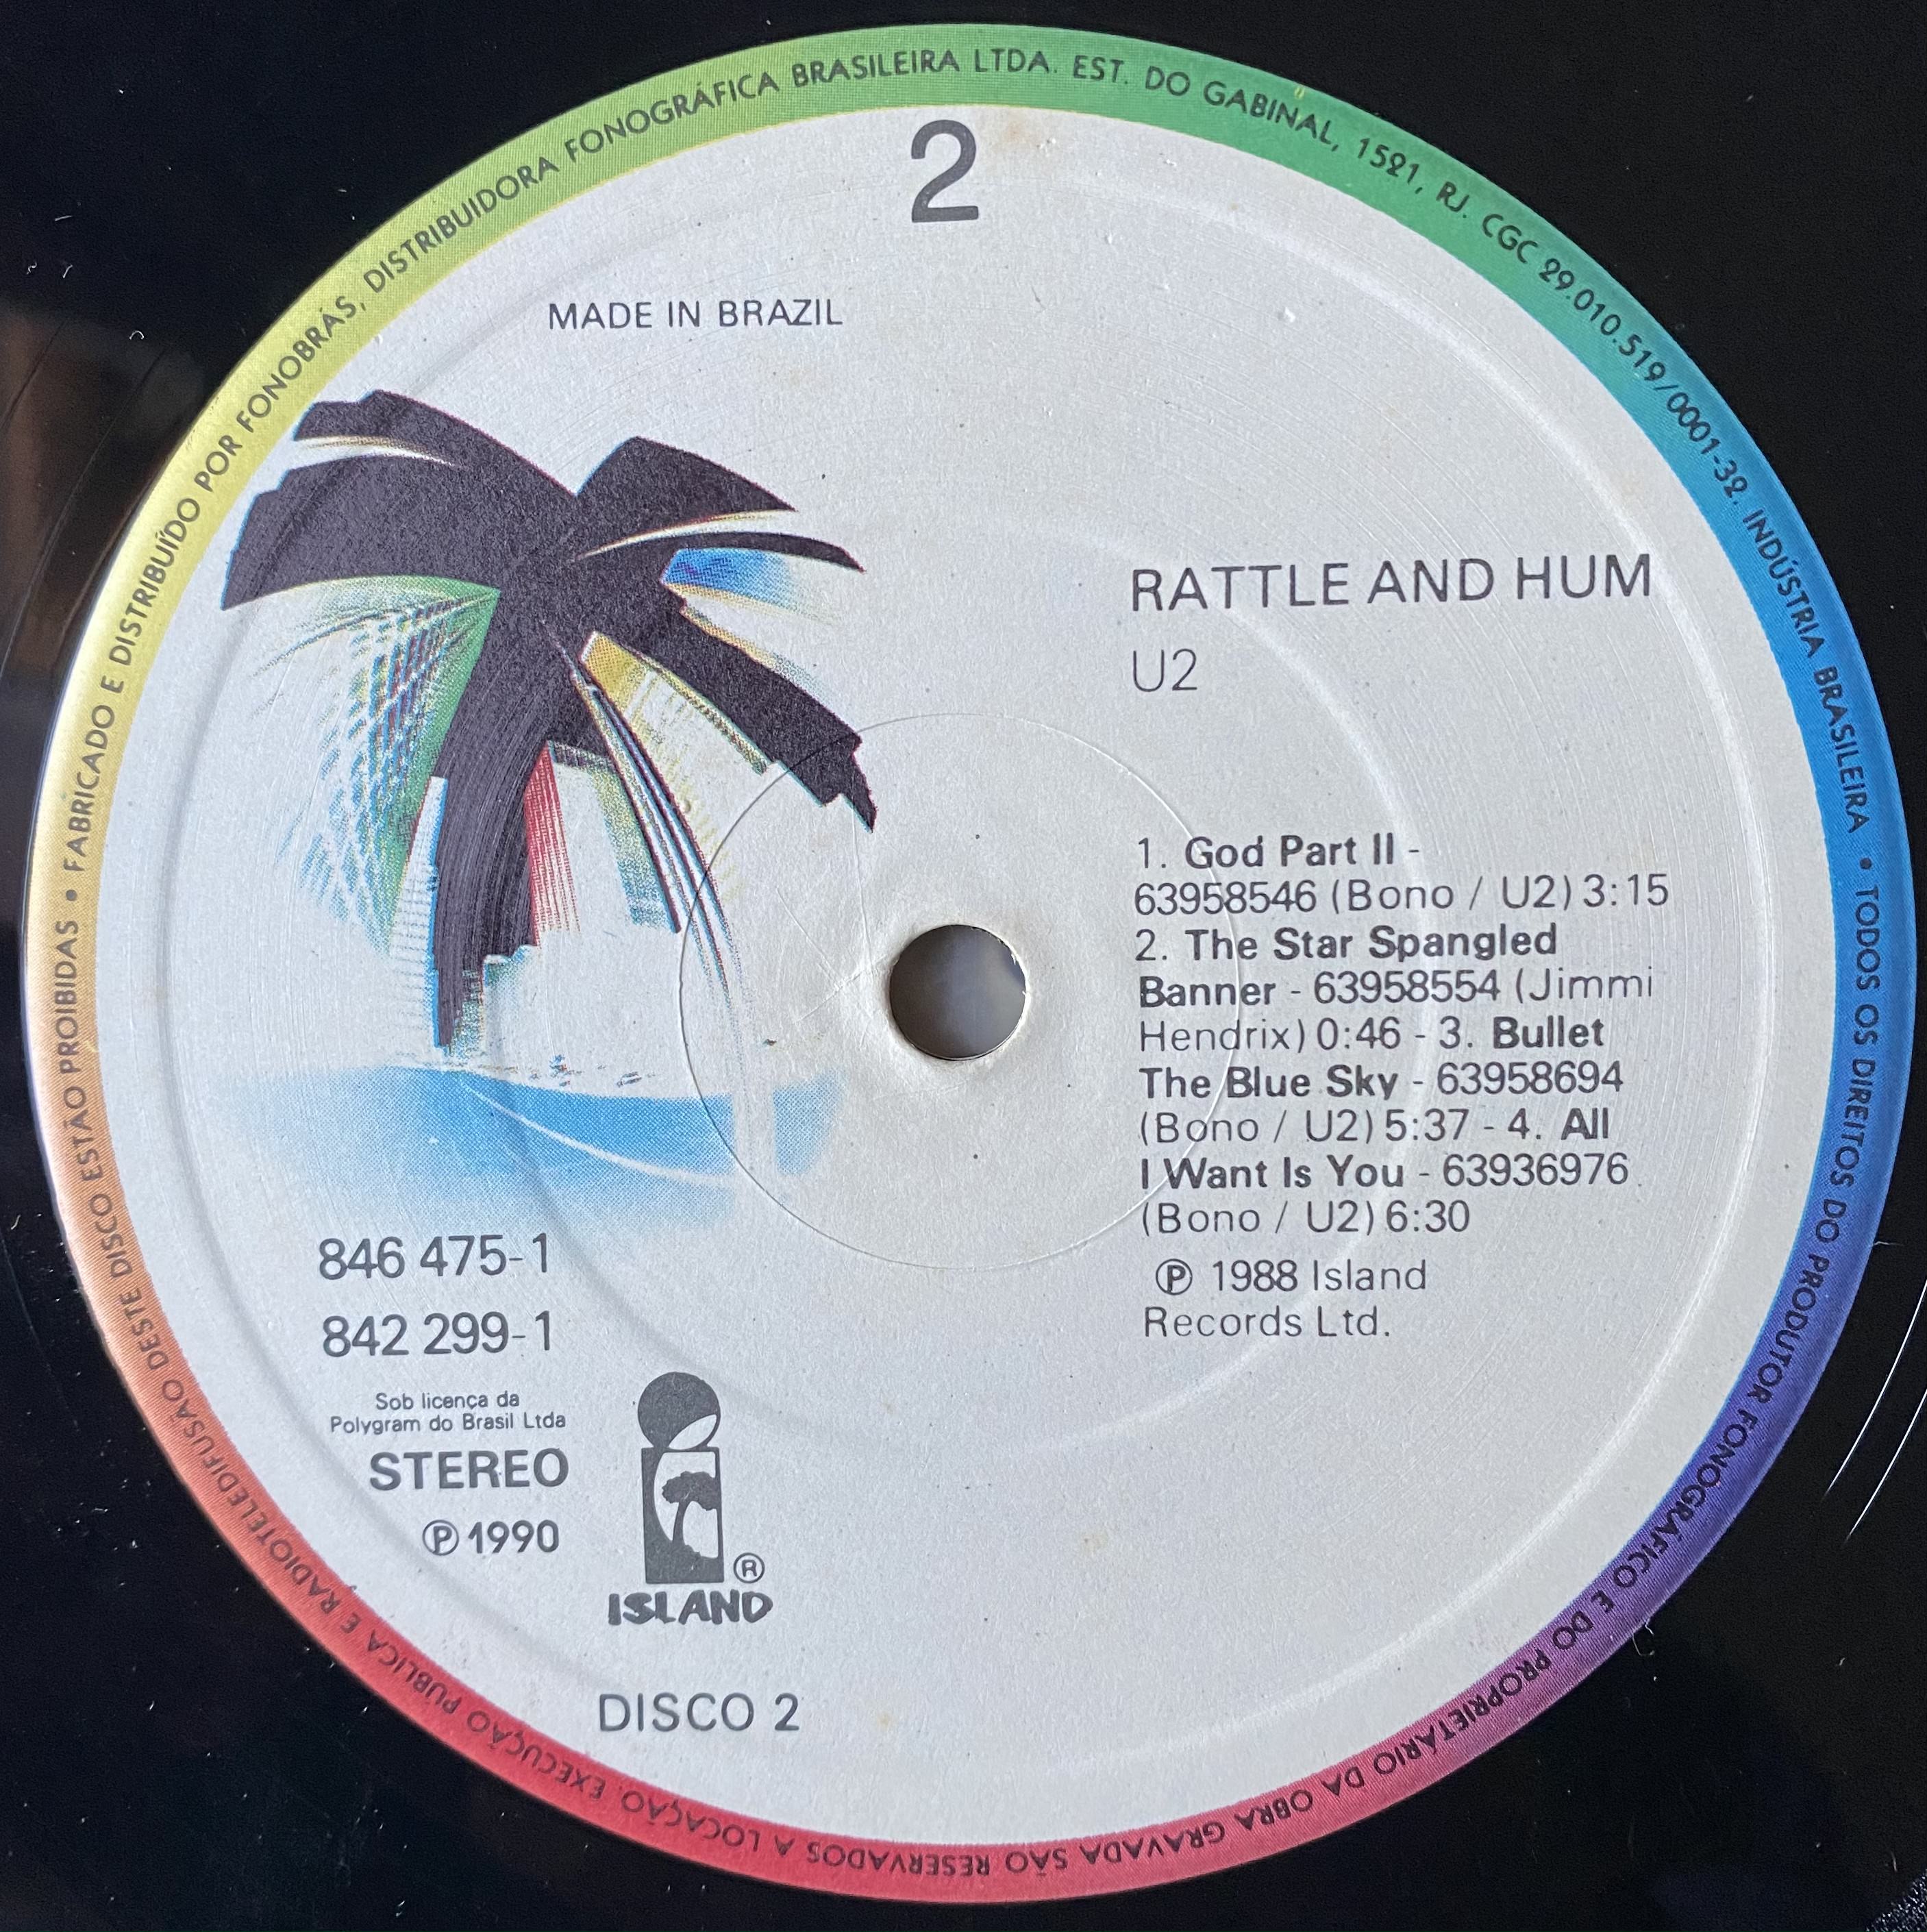 2
MADE IN BRAZIL
RATTLE AND HUM
U2
1. God Part II -
63958546 (Bono / U2) 3:15
2. The Star Spangled
Banner - 63958554 (Jimmi
Hendrix) 0:46 - 3. Bullet
The Blue Sky - 63958694
(Bono / U2) 5:37 - 4. All
I Want Is You - 63936976
(Bono / U2) 6:30
℗ 1988 Island
Records Ltd.
846 475-1
842 299-1
Sob licença da
Polygram do Brasil Ltda
STEREO
℗ 1990
®
ISLAND
DISCO 2
• FABRICADO E DISTRIBUÍDO POR FONOBRÁS, DISTRIBUIDORA FONOGRÁFICA BRASILEIRA LTDA. EST. DO GABINAL, 1521, RJ. CGC 29.010.519/0001-32. INDÚSTRIA BRASILEIRA • TODOS OS DIREITOS DO PRODUTOR FONOGRÁFICO E DO PROPRIETÁRIO DA OBRA GRAVADA SÃO RESERVADOS A LOCAÇÃO. EXECUÇÃO PÚBLICA E RADIOTELEDIFUSÃO DESTE DISCO ESTÃO PROIBIDAS